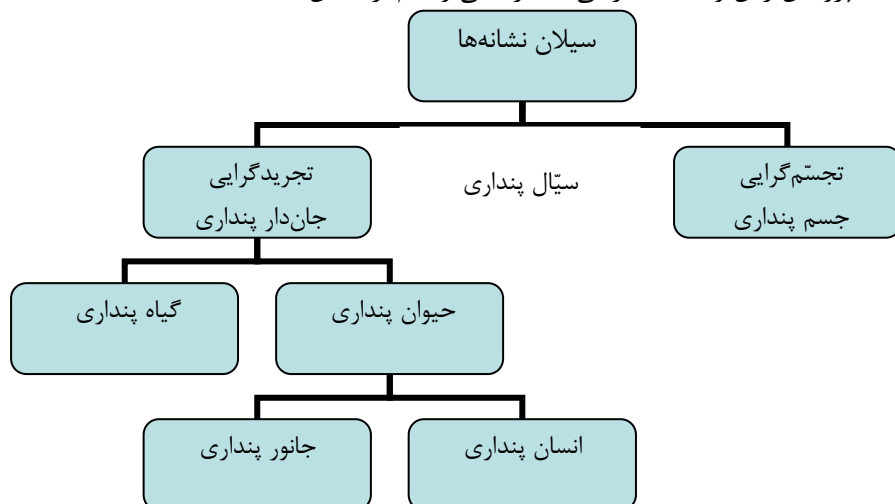 سیلان نشانه‌ها
تجسّم‌گرایی
جسم پنداری
سیّال پنداری
تجریدگرایی
جان‌دار پنداری
حیوان پنداری
گیاه پنداری
انسان پنداری
جانور پنداری